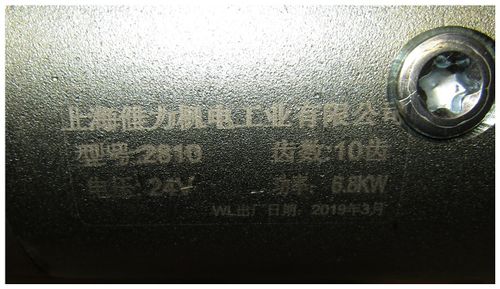 上海 力机电工业有限公司
型号:2810 齿数:10齿
电压: 24V 功率: 6.8KW
WL出厂日期: 2019年3月